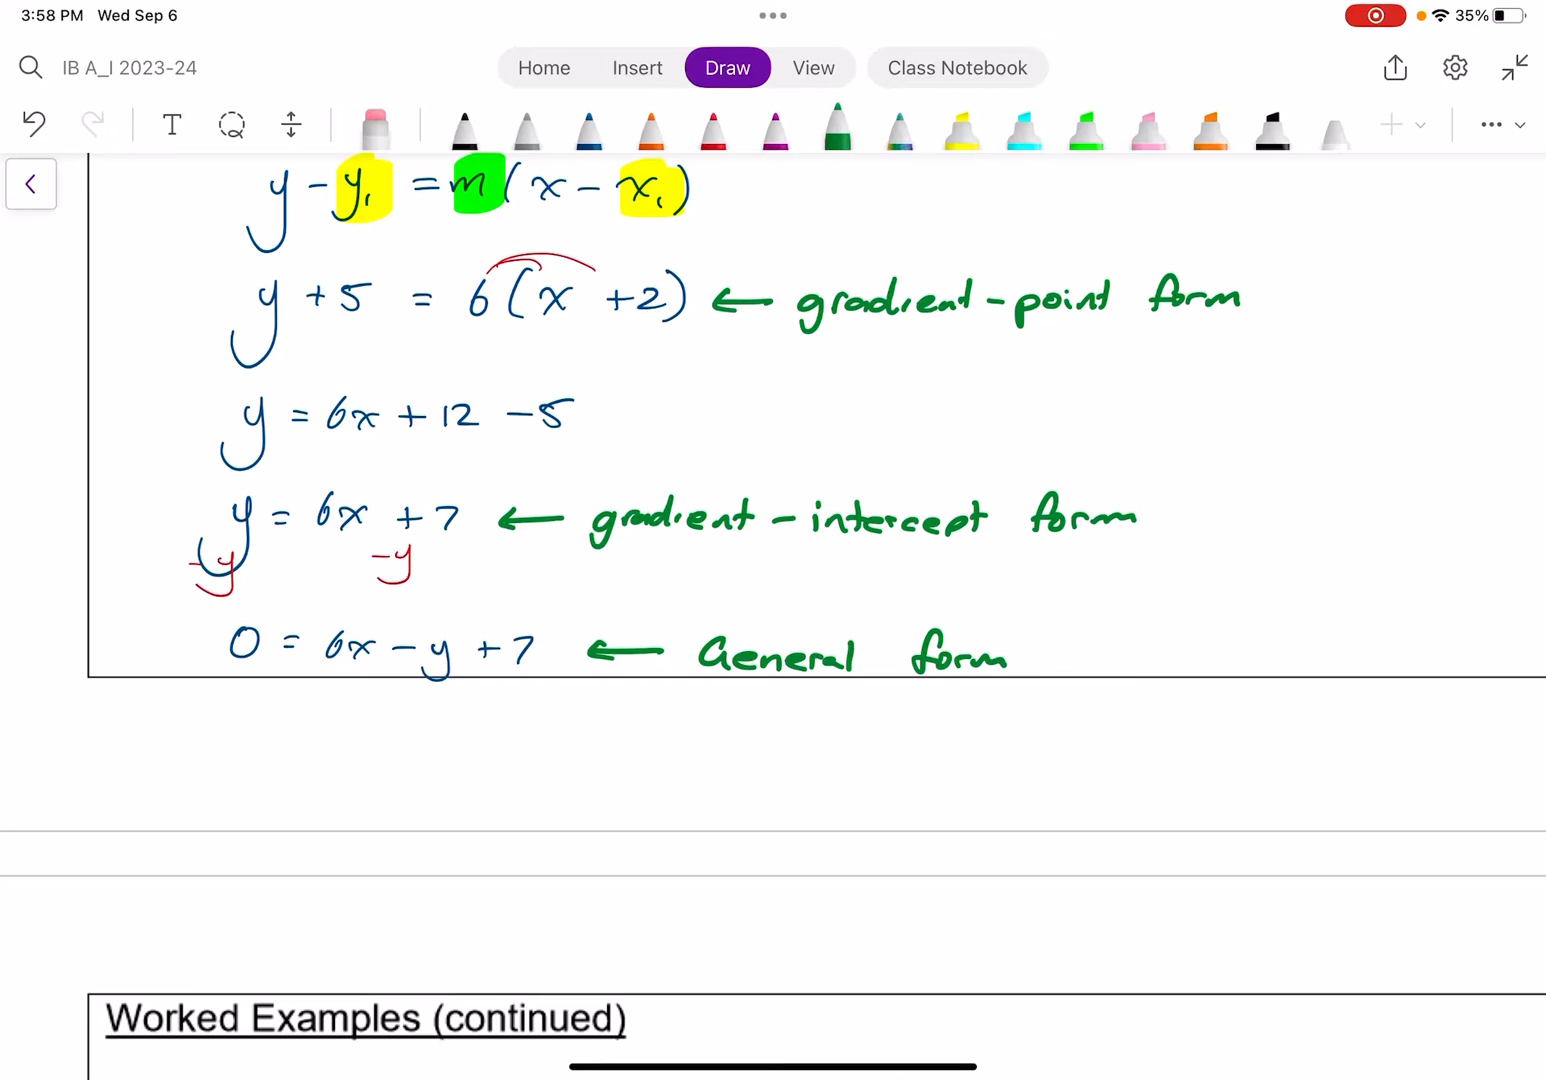 3:58 PM Wed Sep 6
35%
IB A_I 2023-24
Home Insert Draw View Class Notebook
T
y - y₁ = m(x - x₁)
y + 5 = 6(x + 2) ← gradient - point form
y = 6x + 12 - 5
y = 6x + 7 ← gradient - intercept form
-y -y
0 = 6x - y + 7 ← General form
Worked Examples (continued)